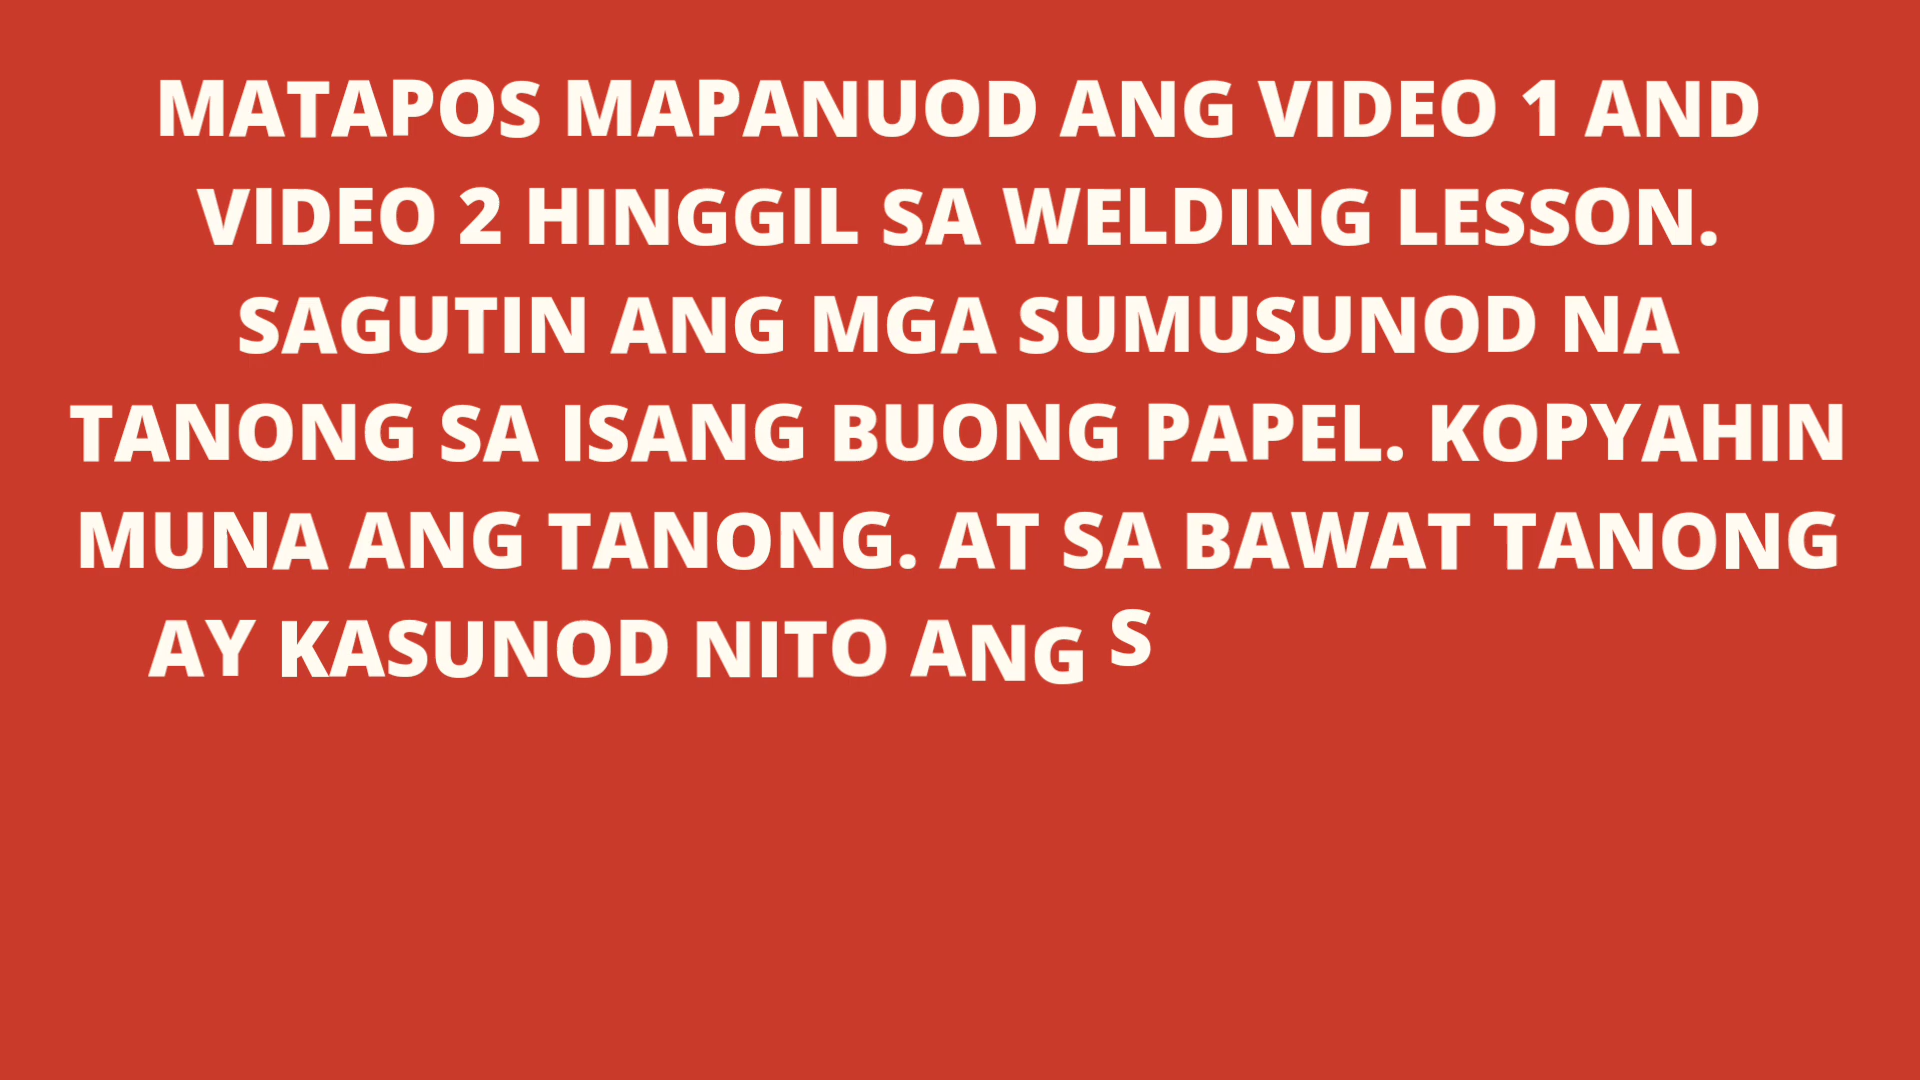 MATAPOS MAPANUOD ANG VIDEO 1 AND
VIDEO 2 HINGGIL SA WELDING LESSON.
SAGUTIN ANG MGA SUMUSUNOD NA
TANONG SA ISANG BUONG PAPEL. KOPYAHIN
MUNA ANG TANONG. AT SA BAWAT TANONG
AY KASUNOD NITO ANG S